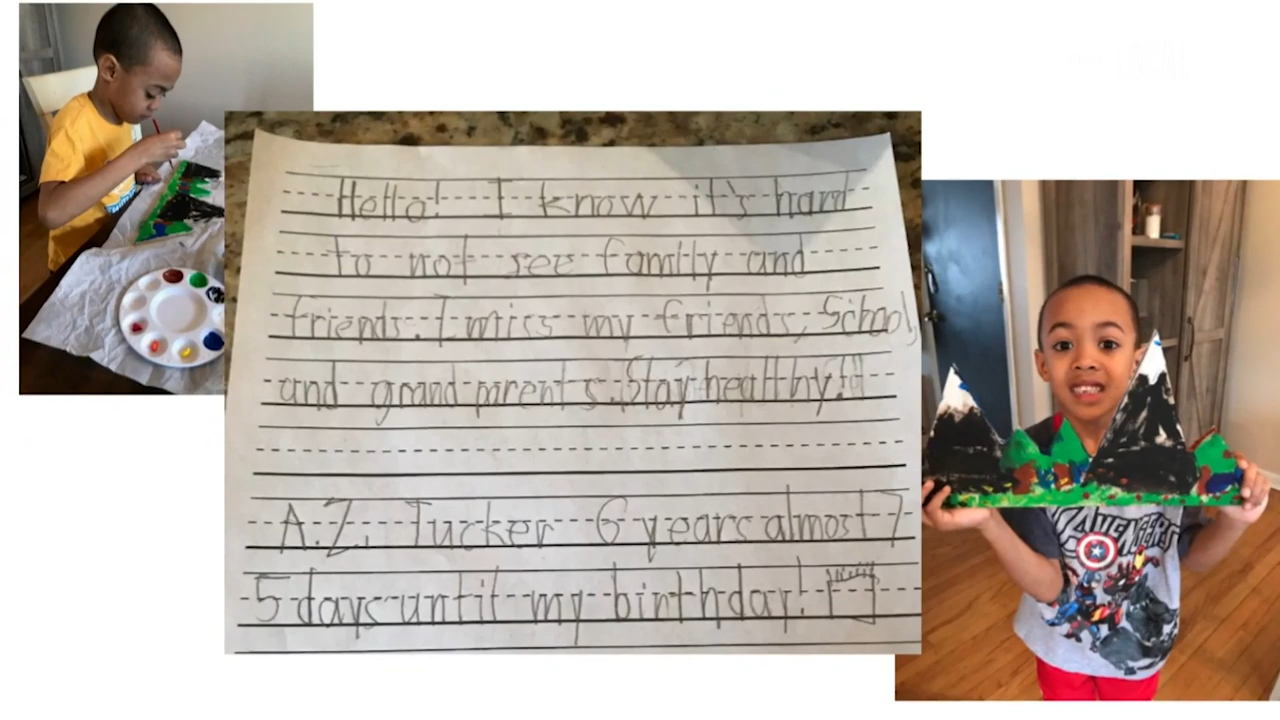 Hello! I know it's hard
to not see family and
friends. I miss my friends, School,
and grandparents. Stay healthy!!
A.Z. Tucker 6 years almost 7
5 days until my birthday!
AVENGERS